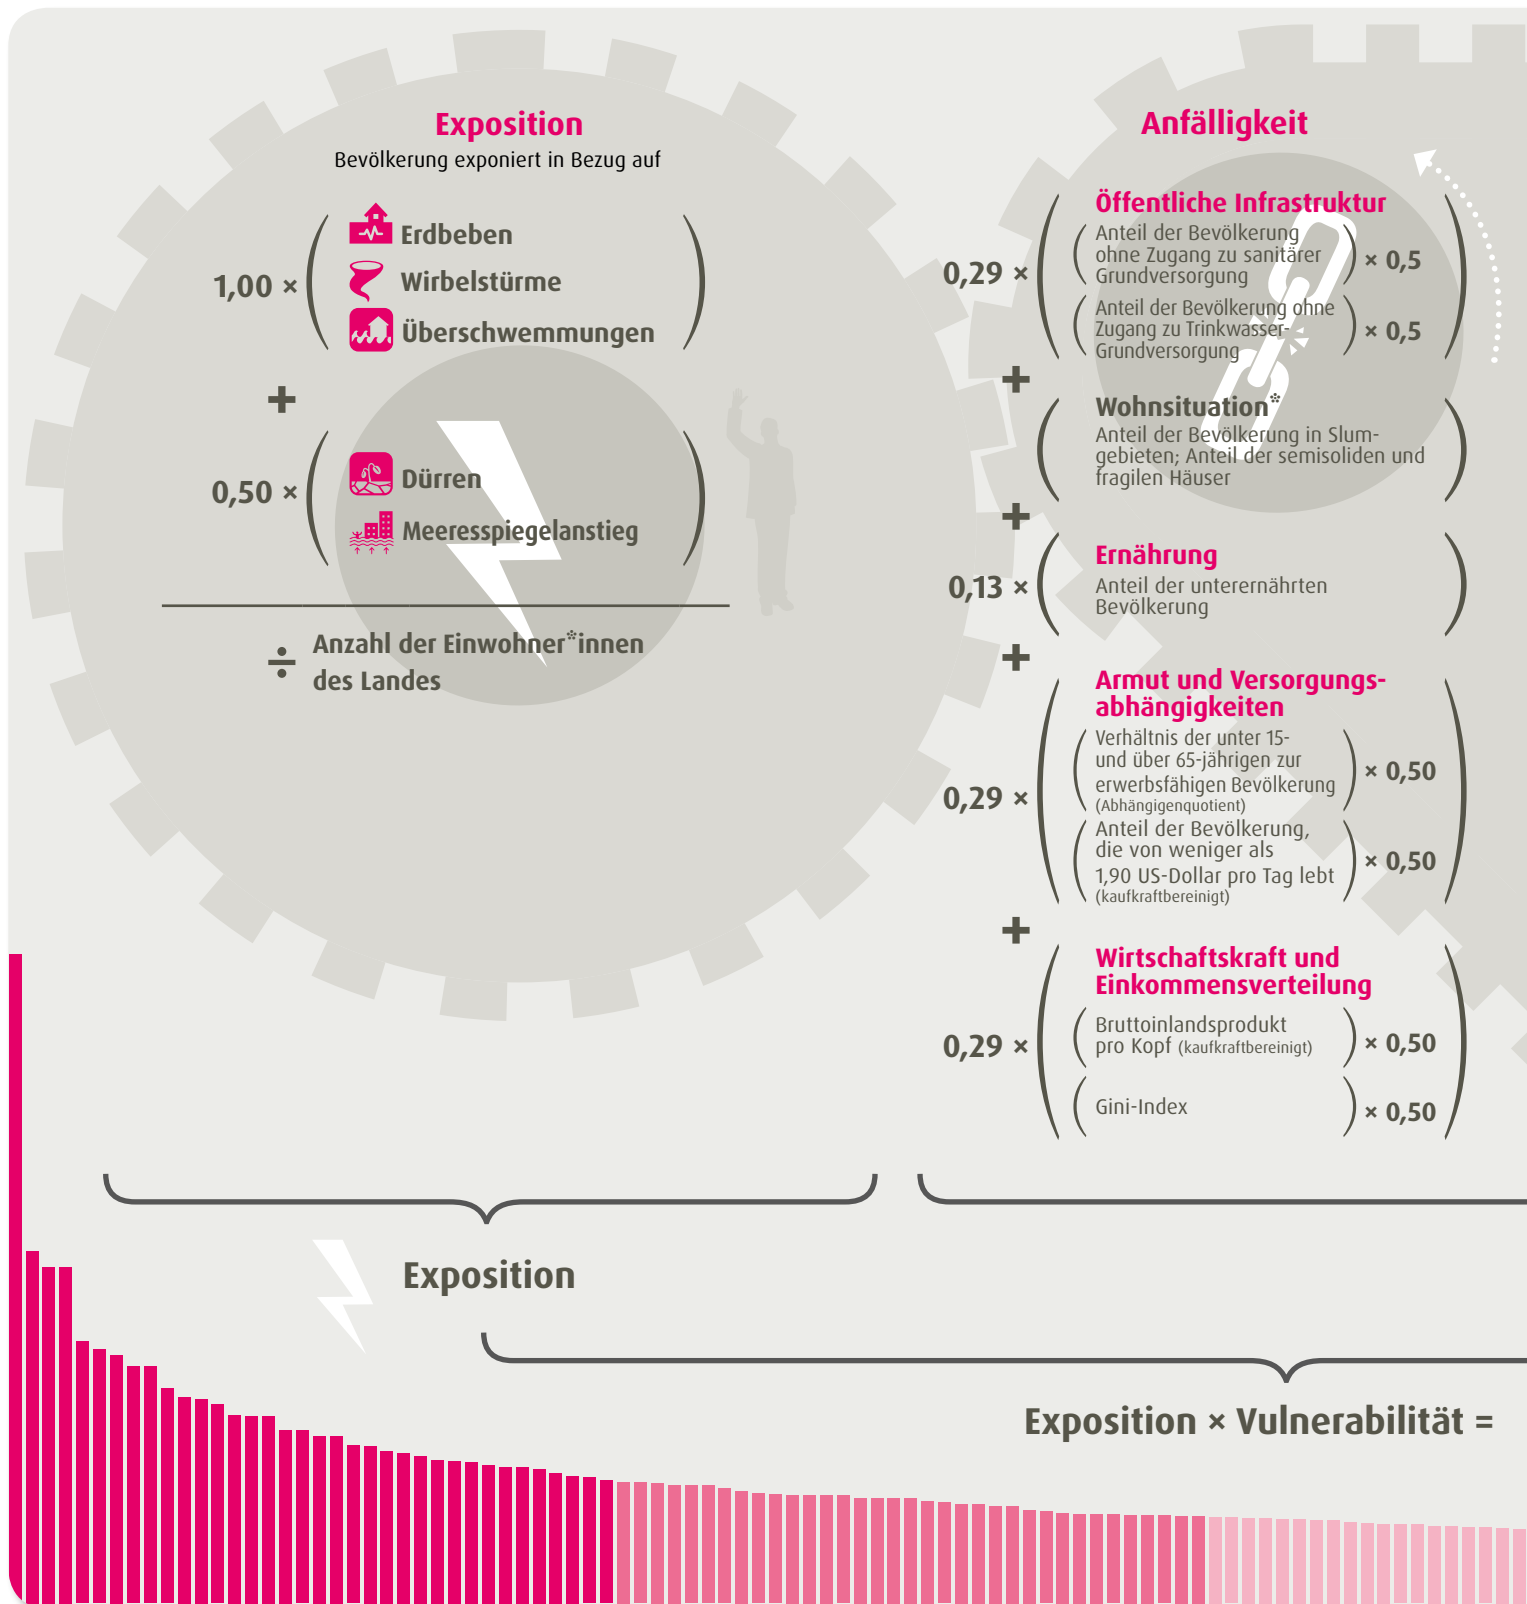 Exposition
Bevölkerung exponiert in Bezug auf
1,00 ×
Erdbeben
Wirbelstürme
Überschwemmungen
+
0,50 ×
Dürren
Meeresspiegelanstieg
÷
Anzahl der Einwohner*innen
des Landes
Anfälligkeit
0,29 ×
Öffentliche Infrastruktur
(Anteil der Bevölkerung
ohne Zugang zu sanitärer
Grundversorgung) × 0,5
(Anteil der Bevölkerung ohne
Zugang zu Trinkwasser-
Grundversorgung) × 0,5
+
Wohnsituation*
Anteil der Bevölkerung in Slum-
gebieten; Anteil der semisoliden und
fragilen Häuser
+
0,13 ×
Ernährung
Anteil der unterernährten
Bevölkerung
+
0,29 ×
Armut und Versorgungs-
abhängigkeiten
(Verhältnis der unter 15-
und über 65-jährigen zur
erwerbsfähigen Bevölkerung
(Abhängigenquotient)) × 0,50
(Anteil der Bevölkerung,
die von weniger als
1,90 US-Dollar pro Tag lebt
(kaufkraftbereinigt)) × 0,50
+
0,29 ×
Wirtschaftskraft und
Einkommensverteilung
(Bruttoinlandsprodukt
pro Kopf (kaufkraftbereinigt)) × 0,50
(Gini-Index) × 0,50
Exposition
Exposition × Vulnerabilität =